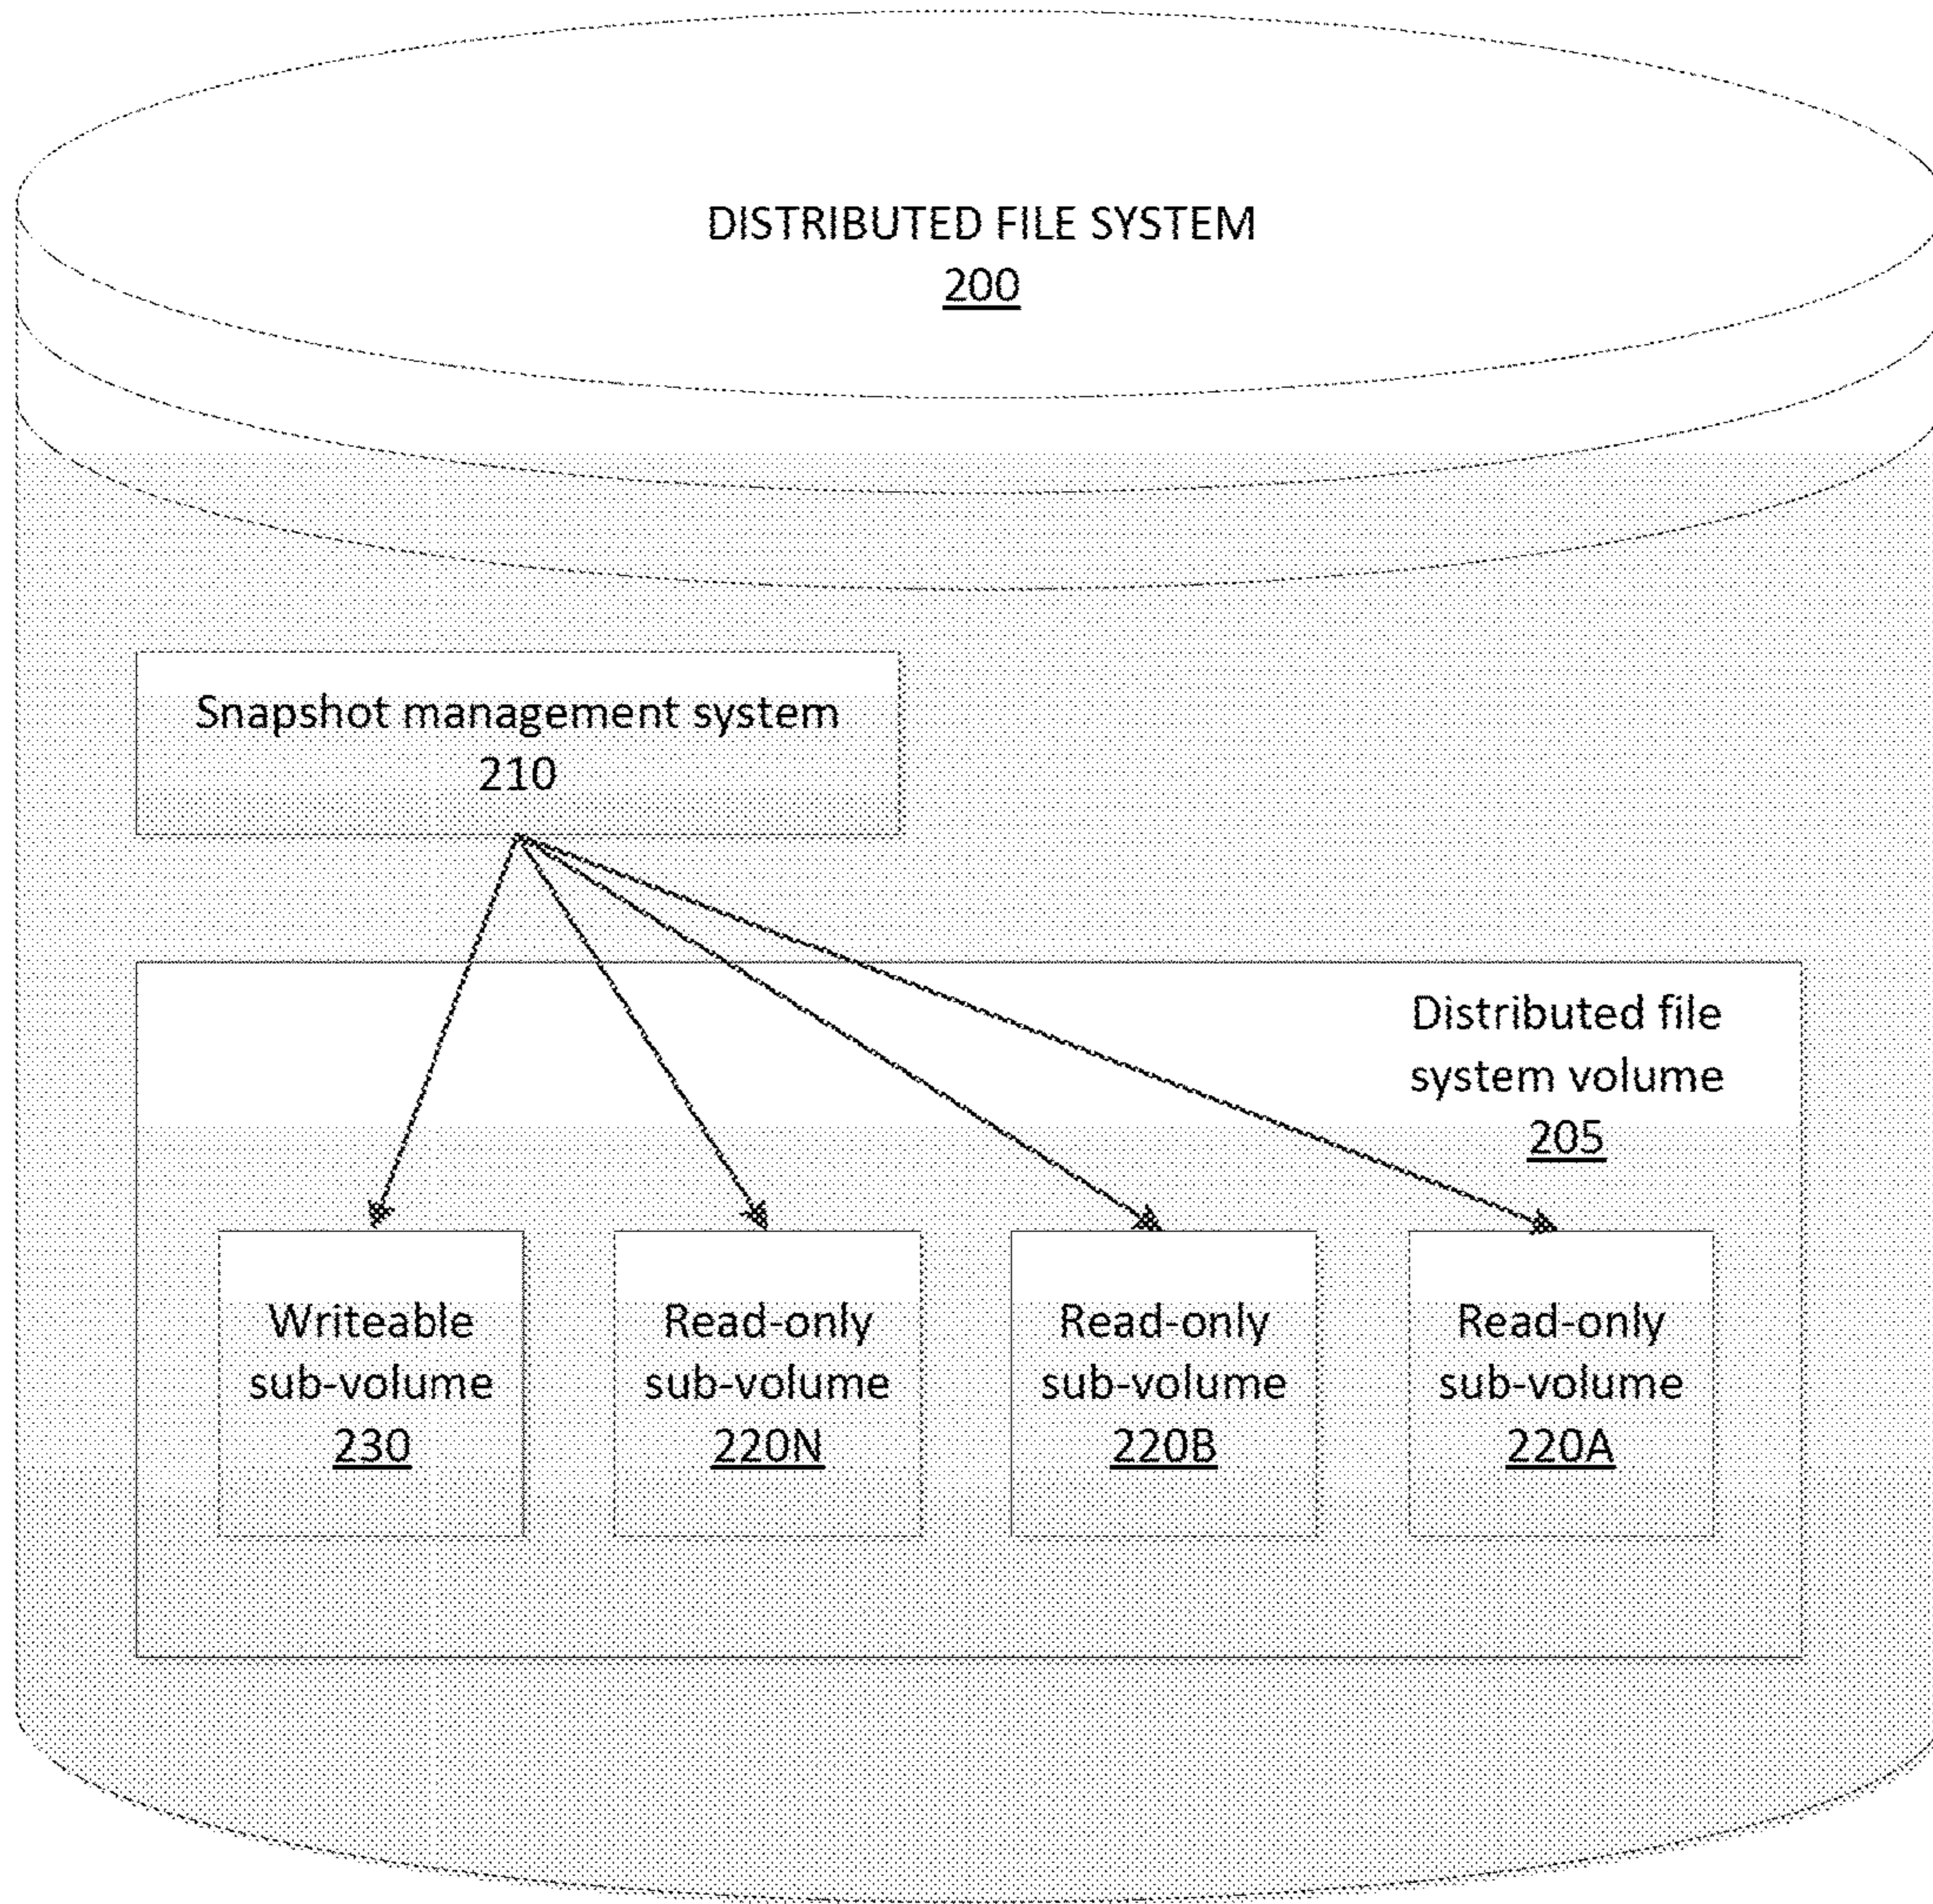 DISTRIBUTED FILE SYSTEM
200
Snapshot management system
210
Distributed file
system volume
205
Writeable
sub-volume
230
Read-only
sub-volume
220N
Read-only
sub-volume
220B
Read-only
sub-volume
220A